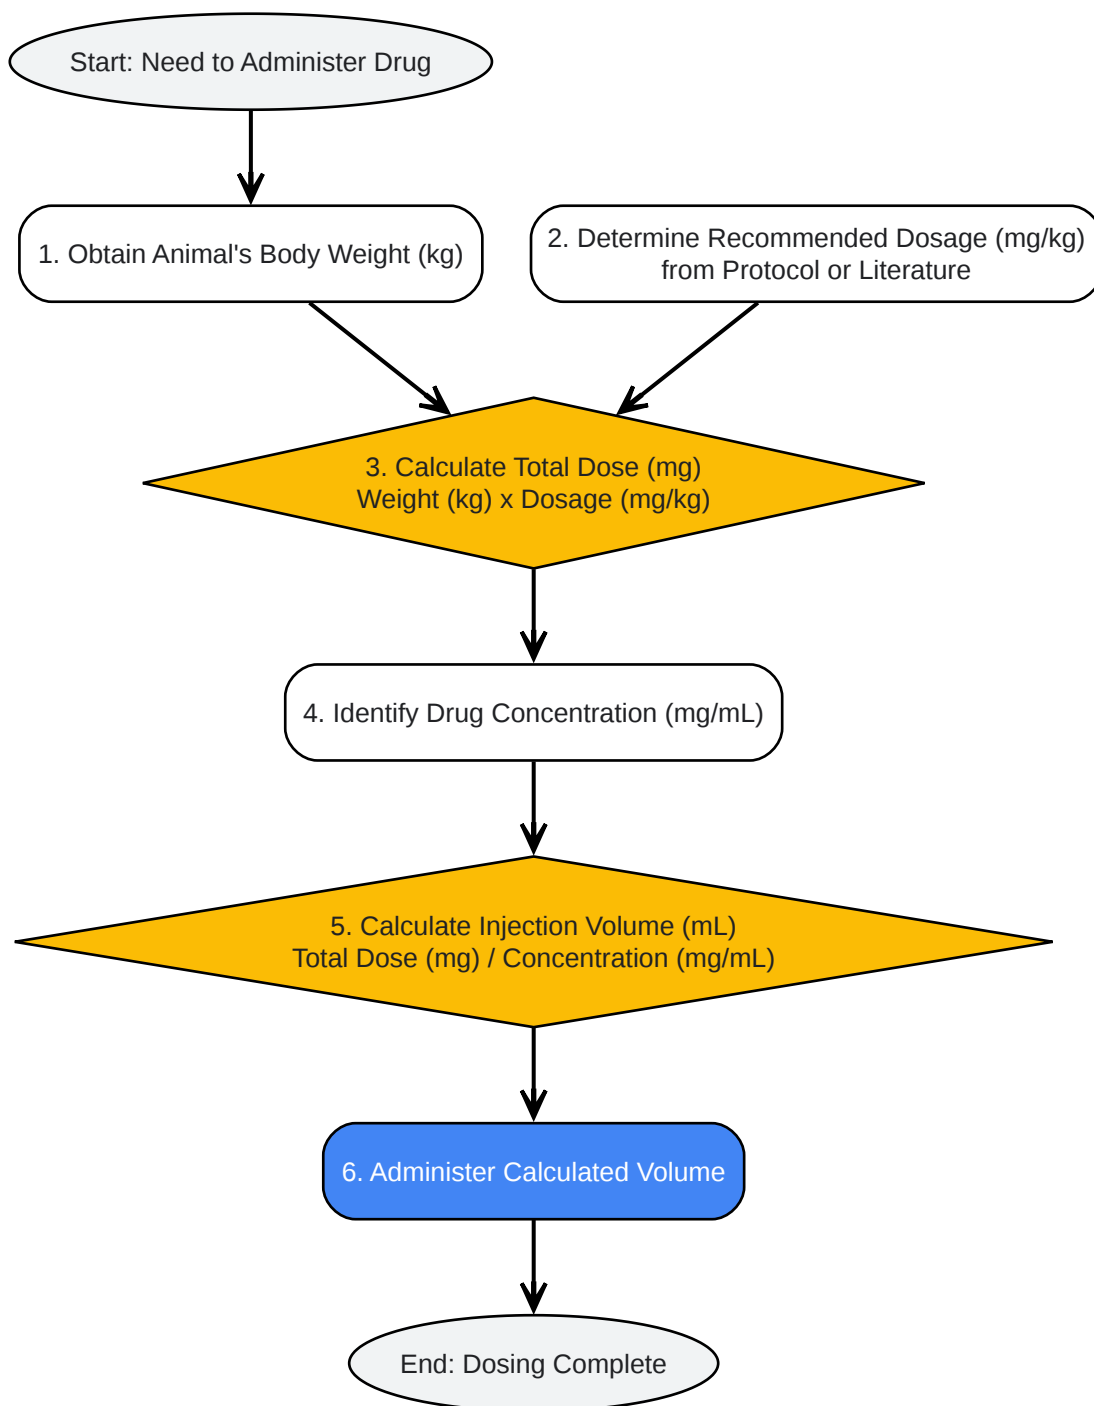 Start: Need to Administer Drug
1. Obtain Animal's Body Weight (kg)
2. Determine Recommended Dosage (mg/kg)
from Protocol or Literature
3. Calculate Total Dose (mg)
Weight (kg) x Dosage (mg/kg)
4. Identify Drug Concentration (mg/mL)
5. Calculate Injection Volume (mL)
Total Dose (mg) / Concentration (mg/mL)
6. Administer Calculated Volume
End: Dosing Complete